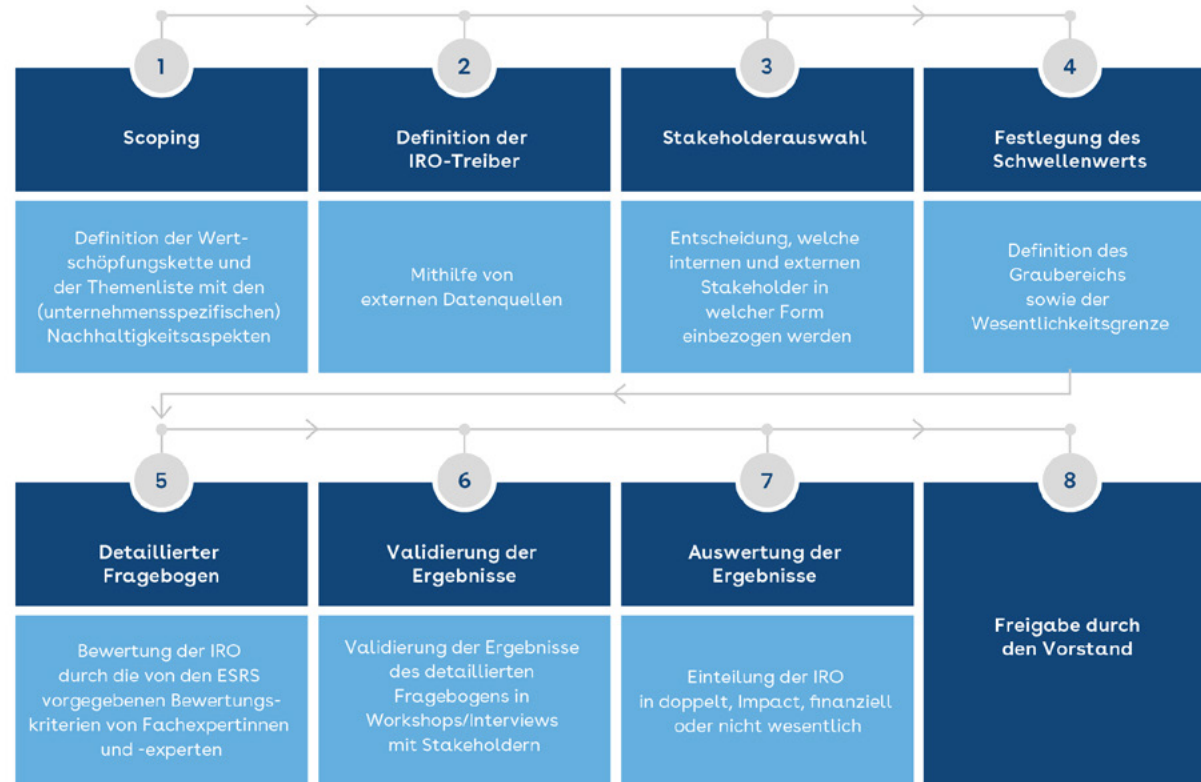 1
Scoping
Definition der Wert-
schöpfungskette und
der Themenliste mit den
(unternehmensspezifischen)
Nachhaltigkeitsaspekten
2
Definition der
IRO-Treiber
Mithilfe von
externen Datenquellen
3
Stakeholderauswahl
Entscheidung, welche
internen und externen
Stakeholder in
welcher Form
einbezogen werden
4
Festlegung des
Schwellenwerts
Definition des
Graubereichs
sowie der
Wesentlichkeitsgrenze
5
Detaillierter
Fragebogen
Bewertung der IRO
durch die von den ESRS
vorgegebenen Bewertungs-
kriterien von Fachexpertinnen
und -experten
6
Validierung der
Ergebnisse
Validierung der Ergebnisse
des detaillierten
Fragebogens in
Workshops/Interviews
mit Stakeholdern
7
Auswertung der
Ergebnisse
Einteilung der IRO
in doppelt, Impact, finanziell
oder nicht wesentlich
8
Freigabe durch
den Vorstand